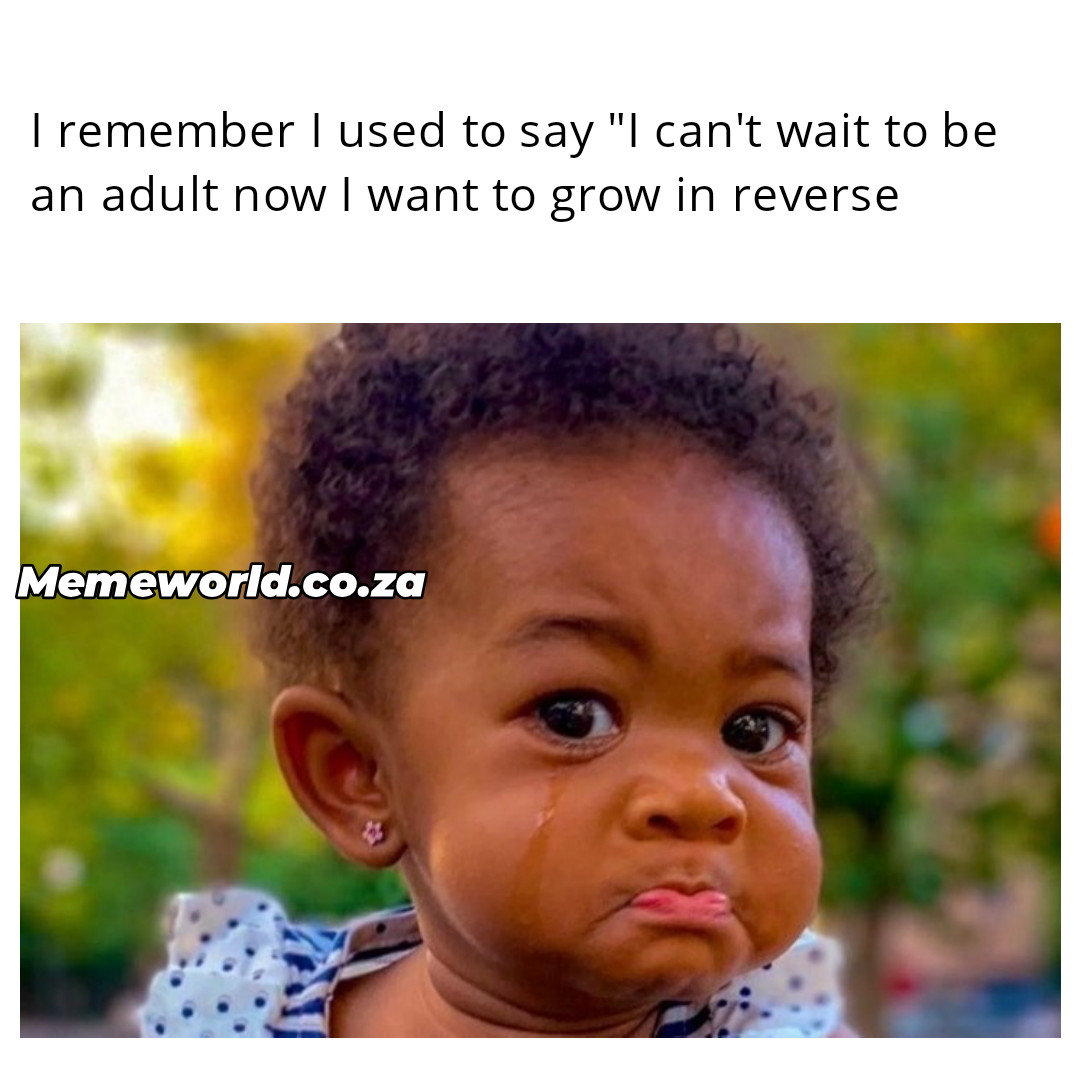 I remember I used to say "I can't wait to be
an adult now I want to grow in reverse
Memeworld.co.za